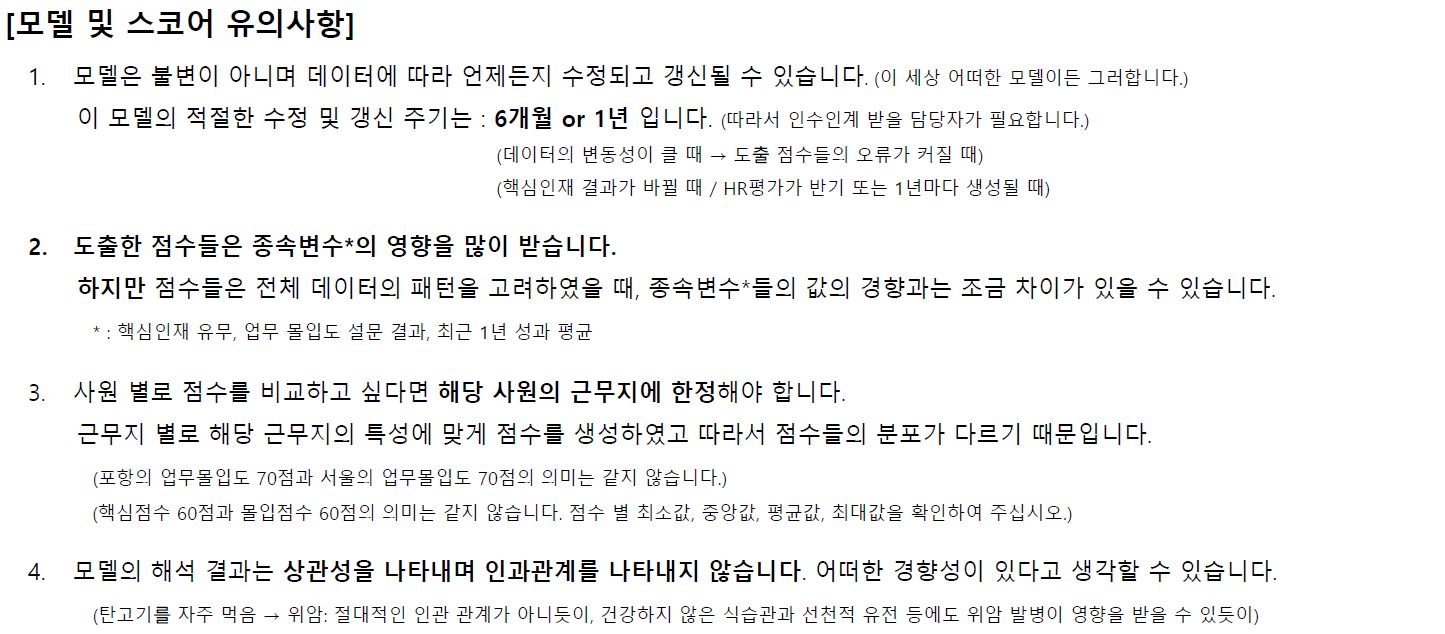 [모델 및 스코어 유의사항]
1. 모델은 불변이 아니며 데이터에 따라 언제든지 수정되고 갱신될 수 있습니다. (이 세상 어떠한 모델이든 그러합니다.)
이 모델의 적절한 수정 및 갱신 주기는 : 6개월 or 1년 입니다. (따라서 인수인계 받을 담당자가 필요합니다.)
(데이터의 변동성이 클 때 → 도출 점수들의 오류가 커질 때)
(핵심인재 결과가 바뀔 때 / HR평가가 반기 또는 1년마다 생성될 때)
2. 도출한 점수들은 종속변수*의 영향을 많이 받습니다.
하지만 점수들은 전체 데이터의 패턴을 고려하였을 때, 종속변수*들의 값의 경향과는 조금 차이가 있을 수 있습니다.
* : 핵심인재 유무, 업무 몰입도 설문 결과, 최근 1년 성과 평균
3. 사원 별로 점수를 비교하고 싶다면 해당 사원의 근무지에 한정해야 합니다.
근무지 별로 해당 근무지의 특성에 맞게 점수를 생성하였고 따라서 점수들의 분포가 다르기 때문입니다.
(포항의 업무몰입도 70점과 서울의 업무몰입도 70점의 의미는 같지 않습니다.)
(핵심점수 60점과 몰입점수 60점의 의미는 같지 않습니다. 점수 별 최소값, 중앙값, 평균값, 최대값을 확인하여 주십시오.)
4. 모델의 해석 결과는 상관성을 나타내며 인과관계를 나타내지 않습니다. 어떠한 경향성이 있다고 생각할 수 있습니다.
(탄고기를 자주 먹음 → 위암: 절대적인 인관 관계가 아니듯이, 건강하지 않은 식습관과 선천적 유전 등에도 위암 발병이 영향을 받을 수 있듯이)